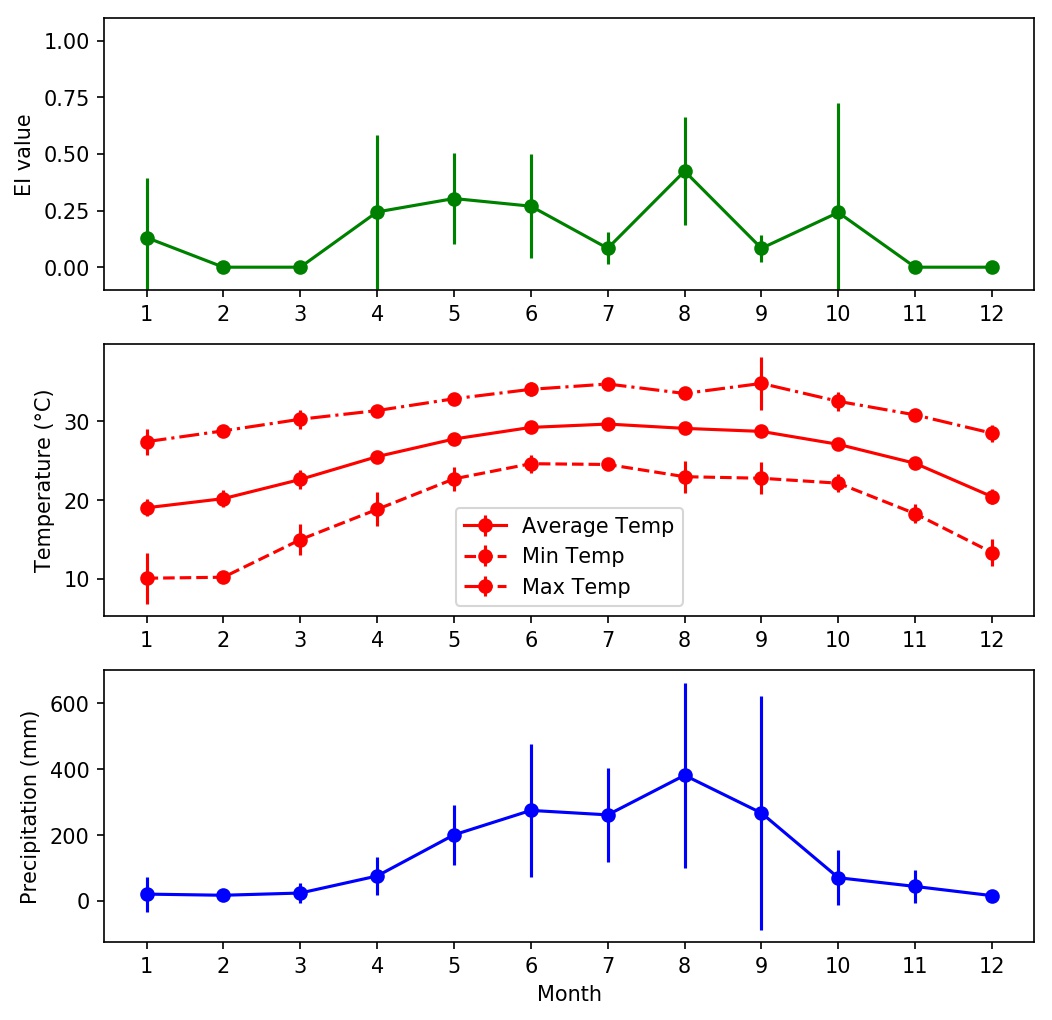 1.00
0.75
0.50
0.25
0.00
EI value
1 2 3 4 5 6 7 8 9 10 11 12
30
20
10
Temperature (°C)
Average Temp
Min Temp
Max Temp
1 2 3 4 5 6 7 8 9 10 11 12
600
400
200
0
Precipitation (mm)
1 2 3 4 5 6 7 8 9 10 11 12
Month